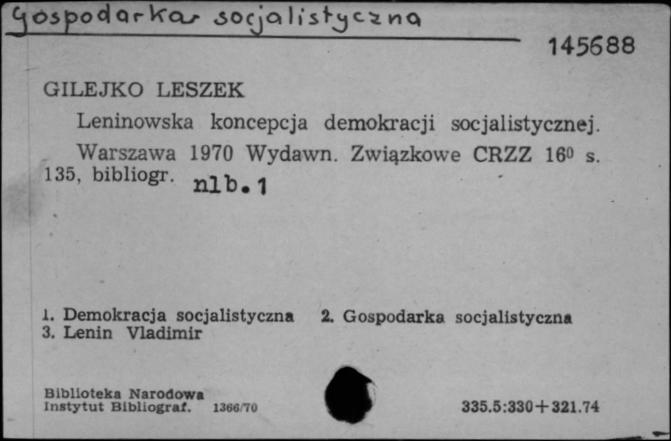 Gospodarka socjalistyczna
145688
GILEJKO LESZEK
Leninowska koncepcja demokracji socjalistycznej.
Warszawa 1970 Wydawn. Związkowe CRZZ 16⁰ s.
135, bibliogr. nlb. 1
1. Demokracja socjalistyczna 2. Gospodarka socjalistyczna
3. Lenin Vladimir
Biblioteka Narodowa
Instytut Bibliograf. 1366/70 335.5:330+321.74